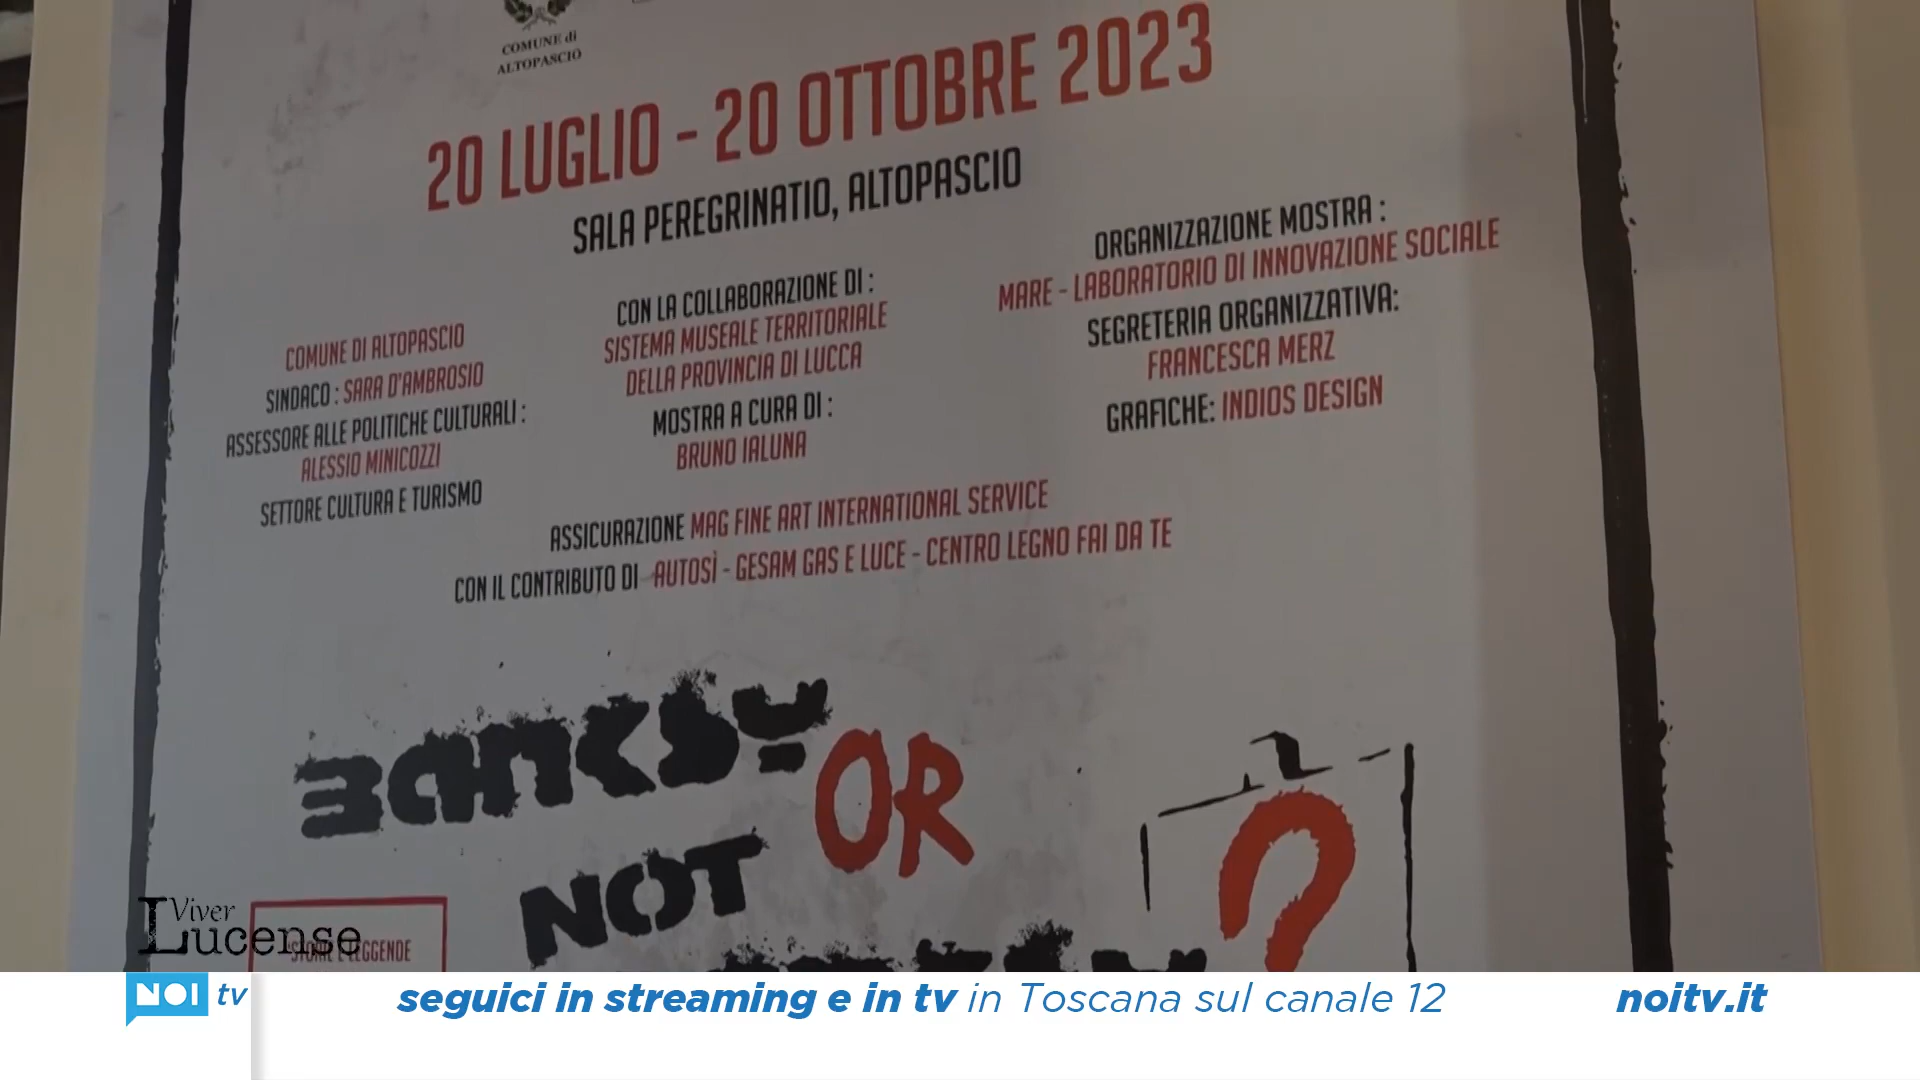 COMUNE di
ALTOPASCIO
20 LUGLIO - 20 OTTOBRE 2023
SALA PEREGRINATIO, ALTOPASCIO
COMUNE DI ALTOPASCIO
SINDACO : SARA D'AMBROSIO
ASSESSORE ALLE POLITICHE CULTURALI :
ALESSIO MINICOZZI
SETTORE CULTURA E TURISMO
CON LA COLLABORAZIONE DI :
SISTEMA MUSEALE TERRITORIALE
DELLA PROVINCIA DI LUCCA
MOSTRA A CURA DI :
BRUNO IALUNA
ORGANIZZAZIONE MOSTRA :
MARE - LABORATORIO DI INNOVAZIONE SOCIALE
SEGRETERIA ORGANIZZATIVA:
FRANCESCA MERZ
GRAFICHE: INDIOS DESIGN
ASSICURAZIONE MAG FINE ART INTERNATIONAL SERVICE
CON IL CONTRIBUTO DI AUTOSÌ - GESAM GAS E LUCE - CENTRO LEGNO FAI DA TE
BANKSY OR
NOT
?
STORIE E LEGGENDE
Viver
Lucense
NOI tv
seguici in streaming e in tv in Toscana sul canale 12
noitv.it